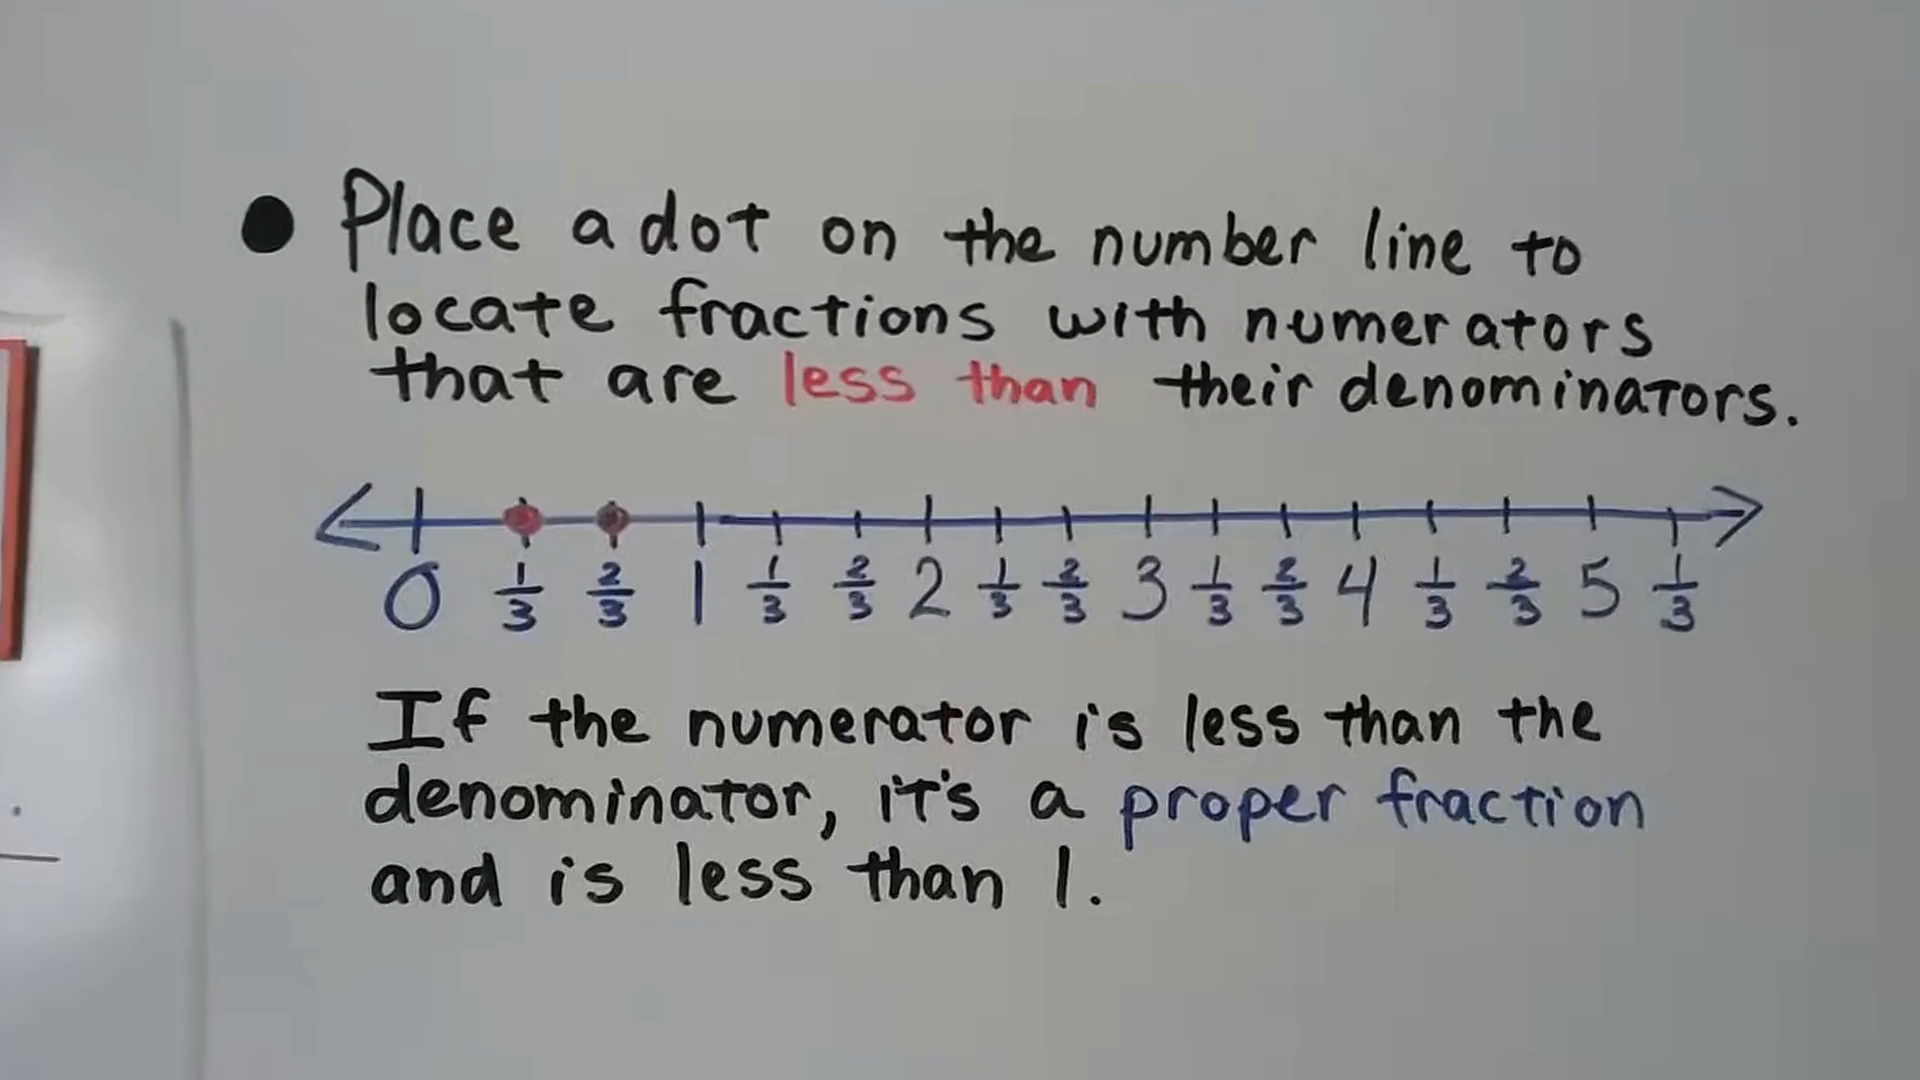 ● Place a dot on the number line to
locate fractions with numerators
that are less than their denominators.
0 1/3 2/3 1 1/3 2/3 2 1/3 2/3 3 1/3 2/3 4 1/3 2/3 5 1/3
If the numerator is less than the
denominator, it's a proper fraction
and is less than 1.